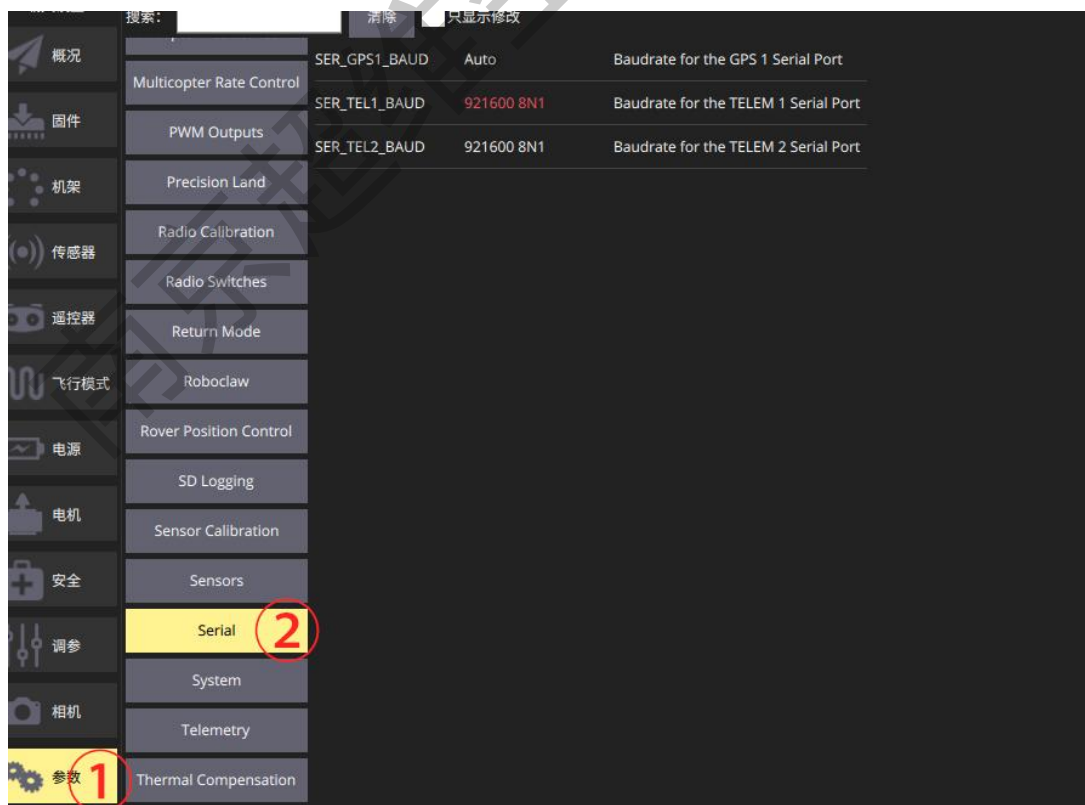 搜索:
清除
只显示修改
概况
固件
机架
传感器
遥控器
飞行模式
电源
电机
安全
调参
相机
参数
1
Multicopter Rate Control
PWM Outputs
Precision Land
Radio Calibration
Radio Switches
Return Mode
Roboclaw
Rover Position Control
SD Logging
Sensor Calibration
Sensors
Serial
2
System
Telemetry
Thermal Compensation
SER_GPS1_BAUD Auto Baudrate for the GPS 1 Serial Port
SER_TEL1_BAUD 921600 8N1 Baudrate for the TELEM 1 Serial Port
SER_TEL2_BAUD 921600 8N1 Baudrate for the TELEM 2 Serial Port
南京超维